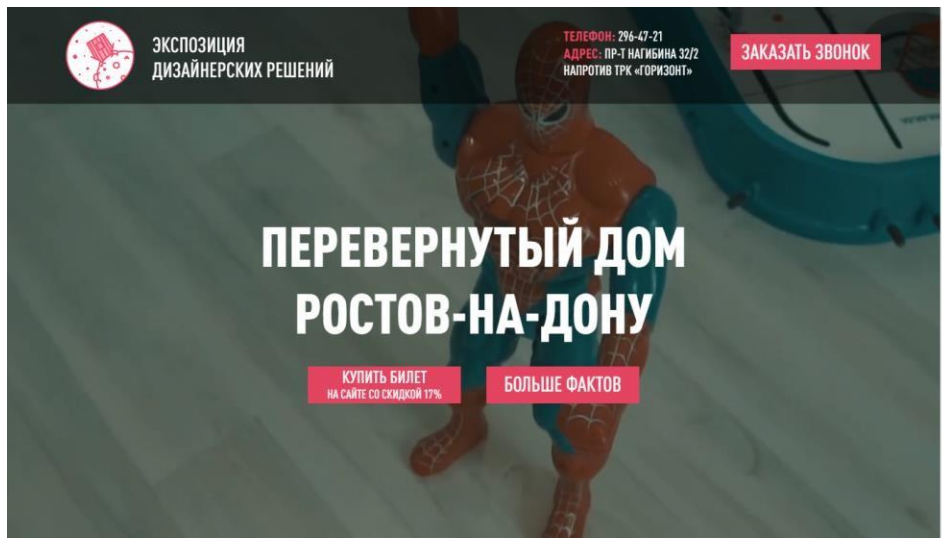 ЭКСПОЗИЦИЯ
ДИЗАЙНЕРСКИХ РЕШЕНИЙ
ТЕЛЕФОН: 296-47-21
АДРЕС: ПР-Т НАГИБИНА 32/2
НАПРОТИВ ТРК «ГОРИЗОНТ»
ЗАКАЗАТЬ ЗВОНОК
ПЕРЕВЕРНУТЫЙ ДОМ
РОСТОВ-НА-ДОНУ
КУПИТЬ БИЛЕТ
НА САЙТЕ СО СКИДКОЙ 17%
БОЛЬШЕ ФАКТОВ